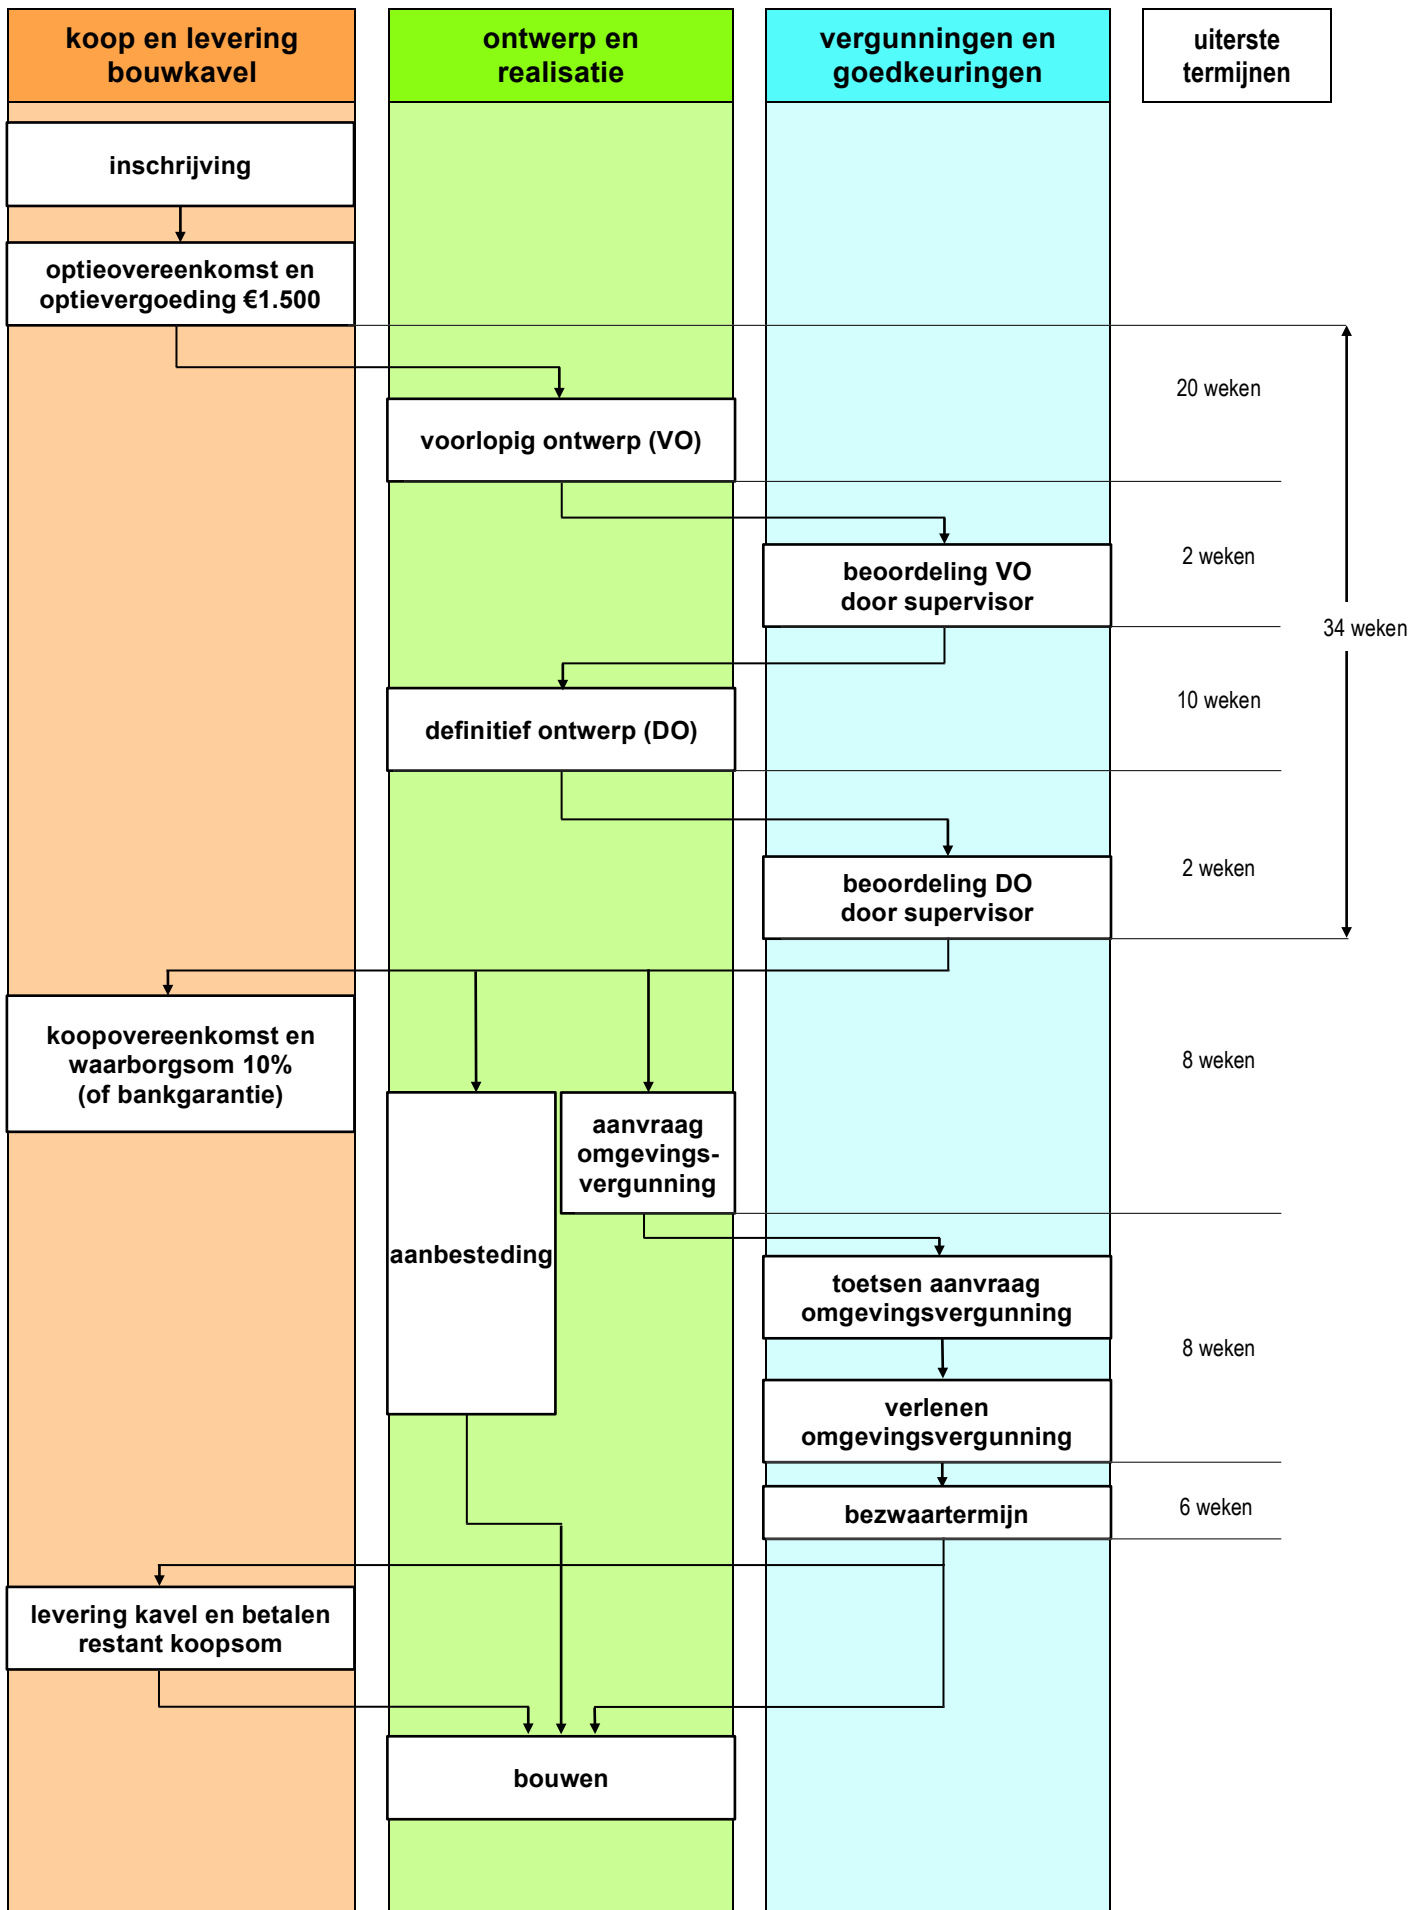 koop en levering
bouwkavel
ontwerp en
realisatie
vergunningen en
goedkeuringen
uiterste
termijnen
inschrijving
optieovereenkomst en
optievergoeding €1.500
20 weken
voorlopig ontwerp (VO)
2 weken
beoordeling VO
door supervisor
34 weken
10 weken
definitief ontwerp (DO)
2 weken
beoordeling DO
door supervisor
koopovereenkomst en
waarborgsom 10%
(of bankgarantie)
8 weken
aanvraag
omgevings-
vergunning
aanbesteding
toetsen aanvraag
omgevingsvergunning
8 weken
verlenen
omgevingsvergunning
bezwaartermijn
6 weken
levering kavel en betalen
restant koopsom
bouwen